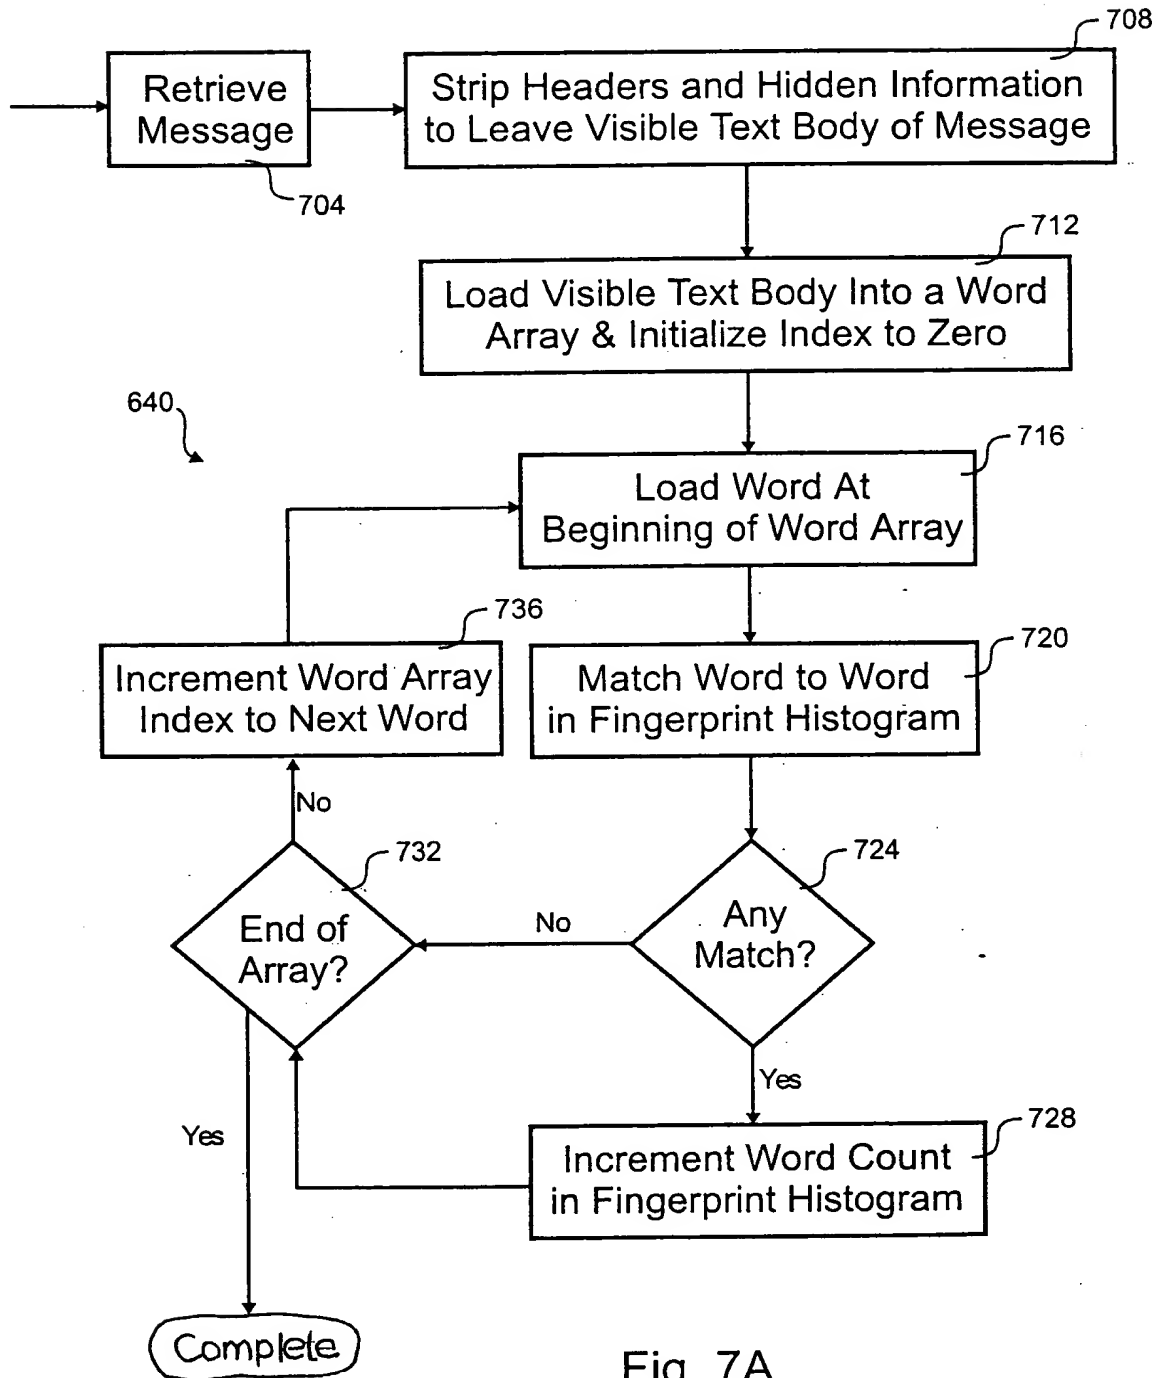 708
Retrieve
Message
704
Strip Headers and Hidden Information
to Leave Visible Text Body of Message
712
Load Visible Text Body Into a Word
Array & Initialize Index to Zero
640
716
Load Word At
Beginning of Word Array
736
Increment Word Array
Index to Next Word
720
Match Word to Word
in Fingerprint Histogram
No
732
End of
Array?
No
724
Any
Match?
Yes
728
Increment Word Count
in Fingerprint Histogram
Yes
Complete
Fig. 7A